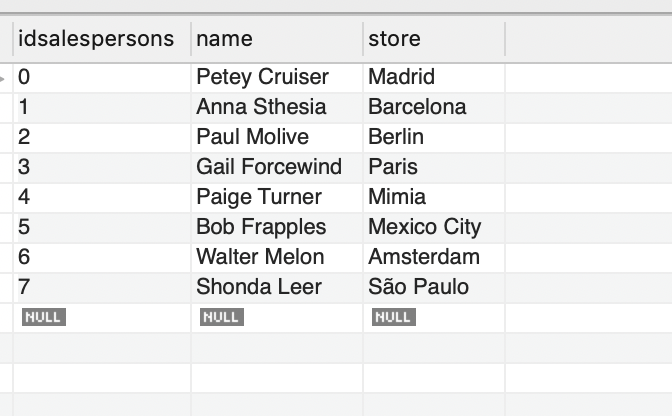 idsalespersons name store
0 Petey Cruiser Madrid
1 Anna Sthesia Barcelona
2 Paul Molive Berlin
3 Gail Forcewind Paris
4 Paige Turner Mimia
5 Bob Frapples Mexico City
6 Walter Melon Amsterdam
7 Shonda Leer São Paulo
NULL NULL NULL